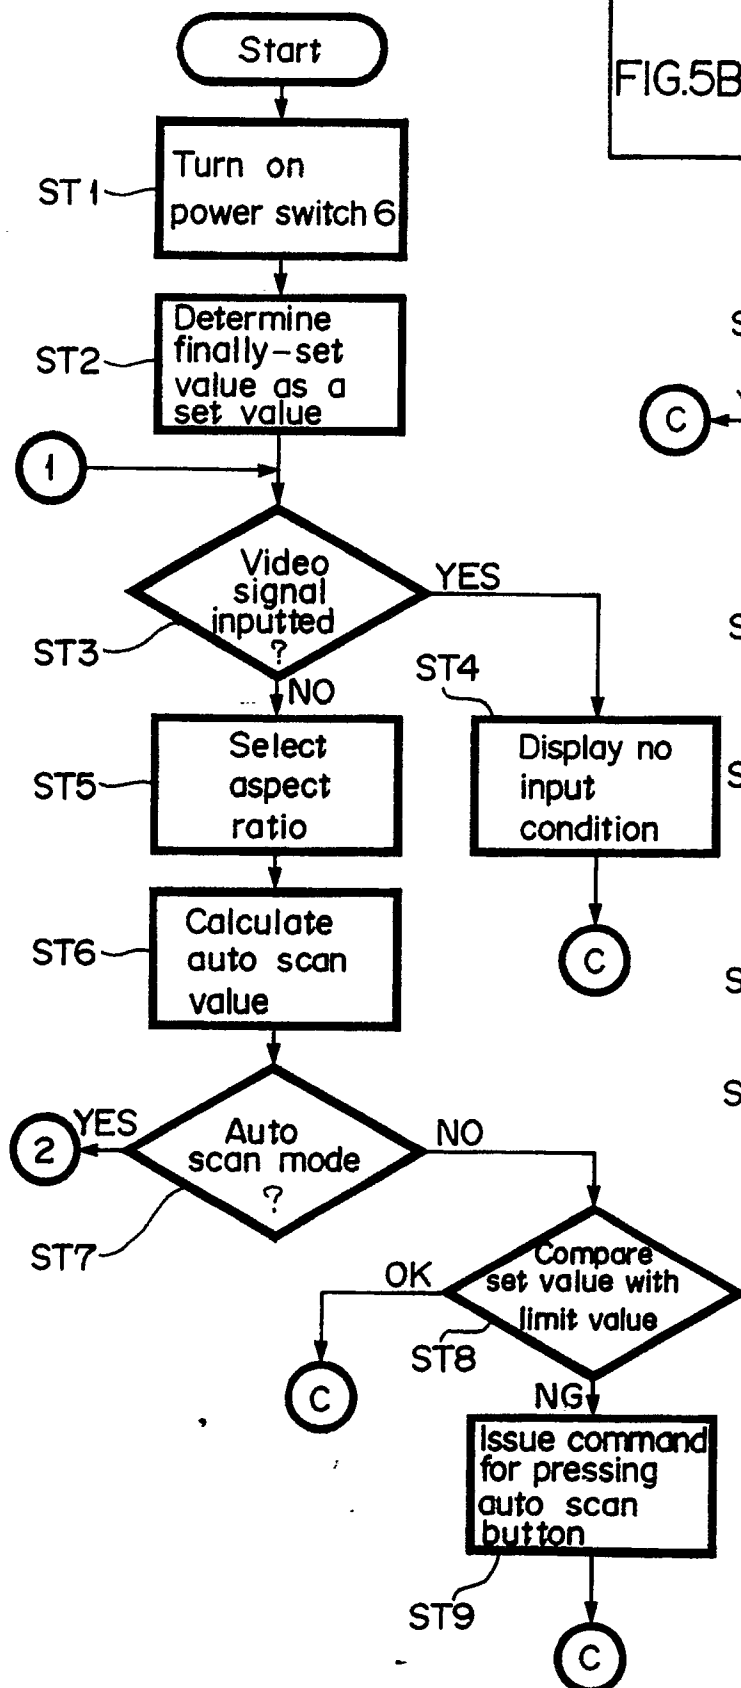 Start
FIG.5B
ST1
Turn on
power switch 6
ST2
Determine
finally-set
value as a
set value
1
C
Video
signal
inputted
?
YES
ST3
NO
ST4
ST5
Select
aspect
ratio
Display no
input
condition
ST6
Calculate
auto scan
value
C
2
YES
Auto
scan mode
?
NO
ST7
Compare
set value with
limit value
OK
ST8
C
NG
Issue command
for pressing
auto scan
button
ST9
C